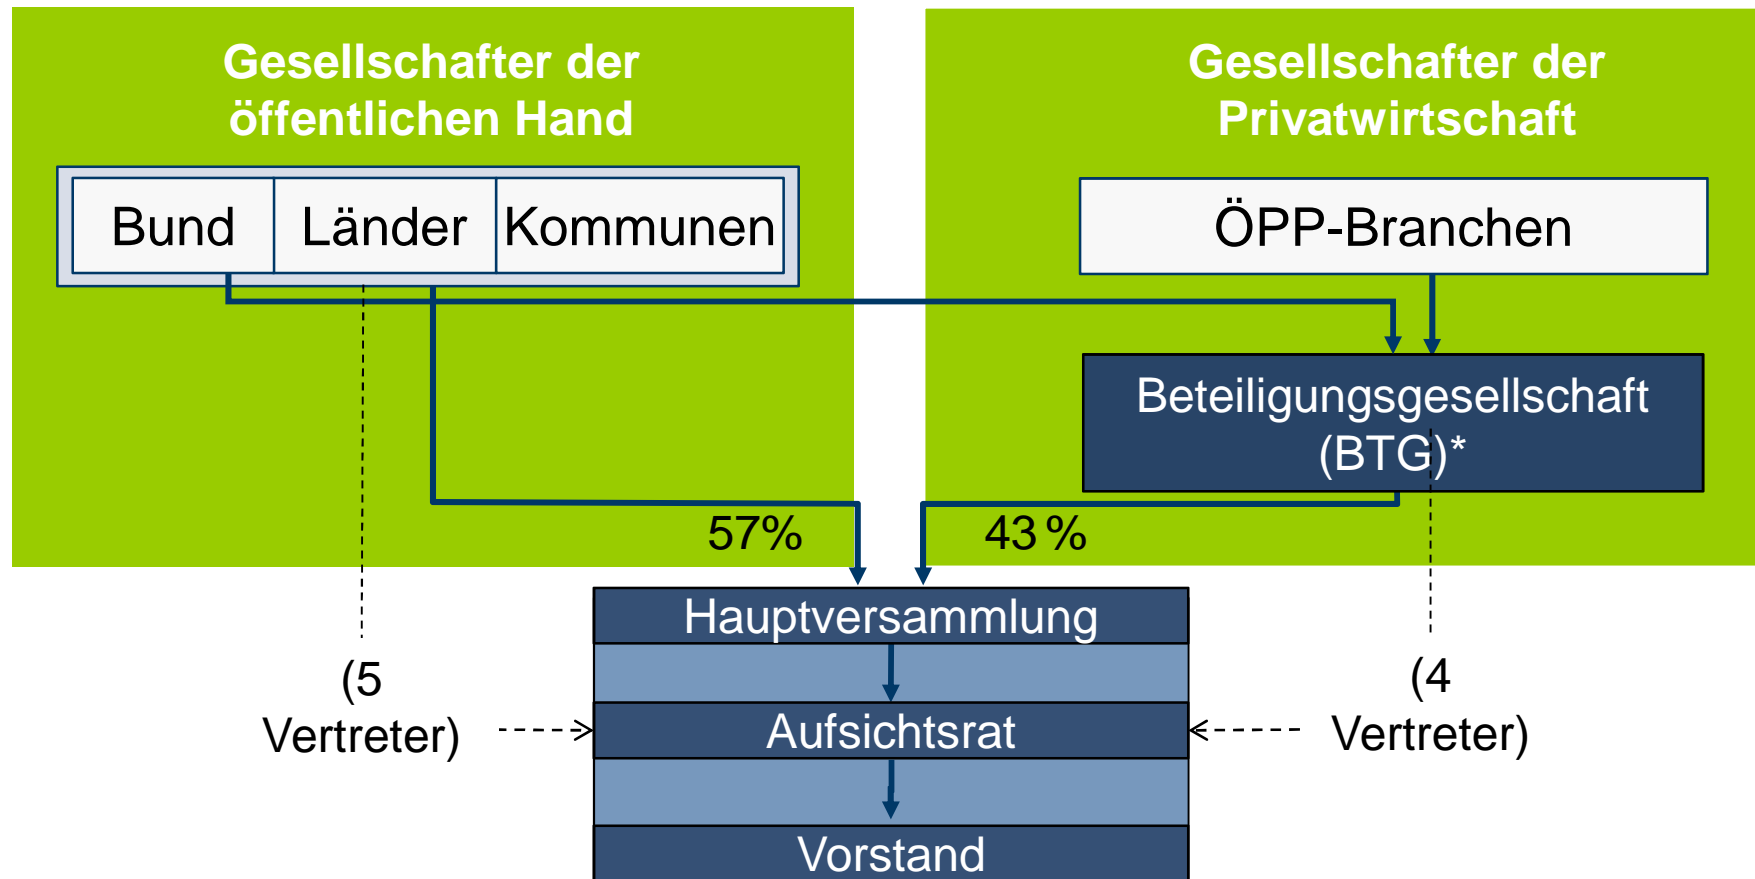 Gesellschafter der
öffentlichen Hand
Gesellschafter der
Privatwirtschaft
Bund
Länder
Kommunen
ÖPP-Branchen
Beteiligungsgesellschaft
(BTG)*
57%
43 %
Hauptversammlung
(5
Vertreter)
Aufsichtsrat
(4
Vertreter)
Vorstand